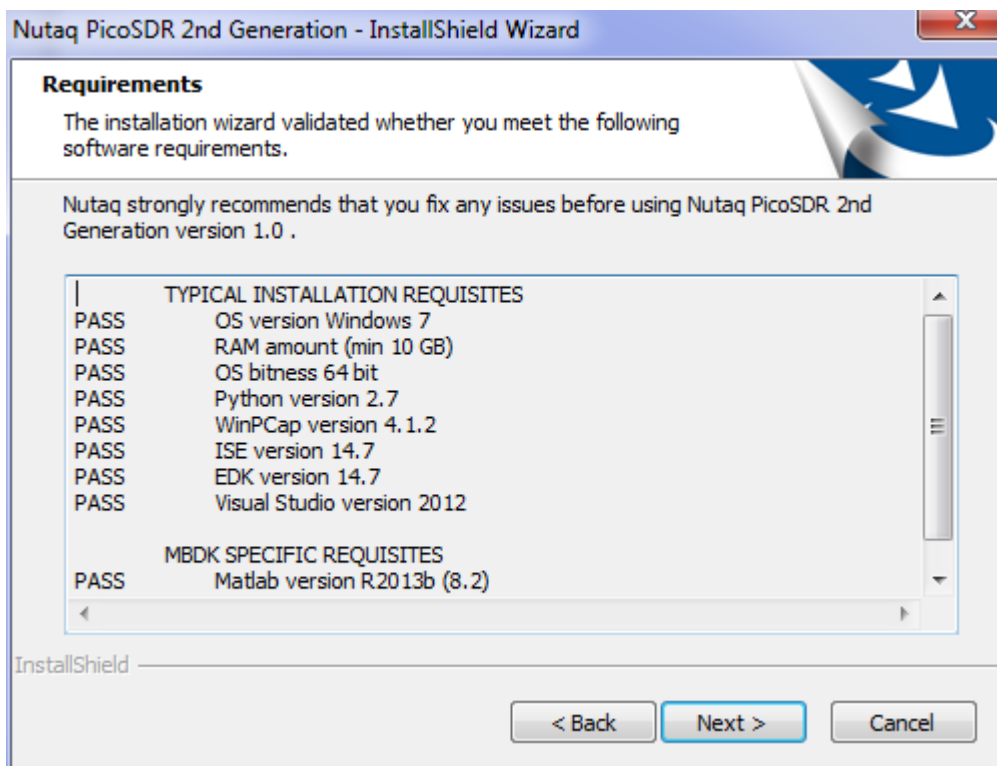 Nutaq PicoSDR 2nd Generation - InstallShield Wizard
Requirements
The installation wizard validated whether you meet the following
software requirements.
Nutaq strongly recommends that you fix any issues before using Nutaq PicoSDR 2nd
Generation version 1.0 .
TYPICAL INSTALLATION REQUISITES
PASS OS version Windows 7
PASS RAM amount (min 10 GB)
PASS OS bitness 64 bit
PASS Python version 2.7
PASS WinPCap version 4.1.2
PASS ISE version 14.7
PASS EDK version 14.7
PASS Visual Studio version 2012
MBDK SPECIFIC REQUISITES
PASS Matlab version R2013b (8.2)
InstallShield
< Back Next > Cancel